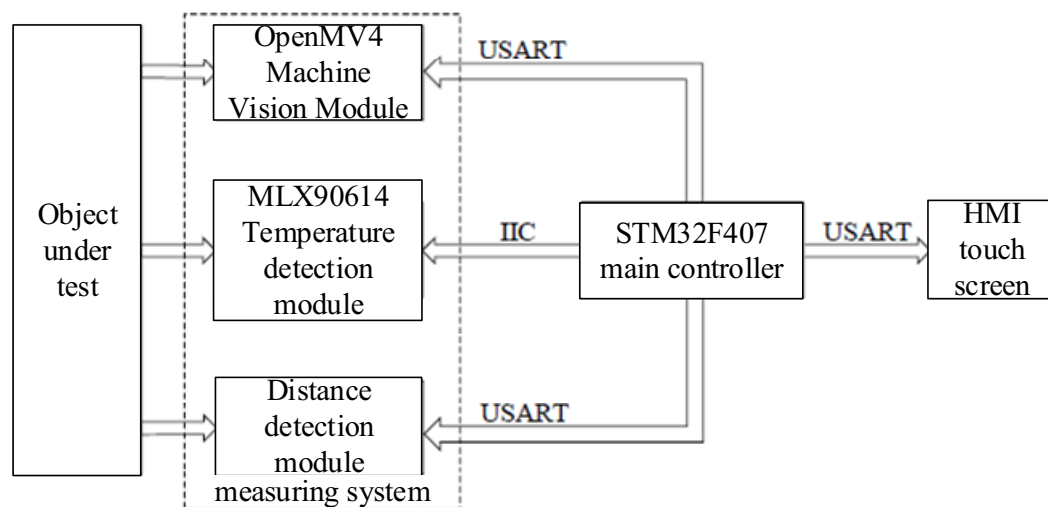 Object
under
test
OpenMV4
Machine
Vision Module
MLX90614
Temperature
detection
module
Distance
detection
module
measuring system
USART
IIC
USART
STM32F407
main controller
USART
HMI
touch
screen